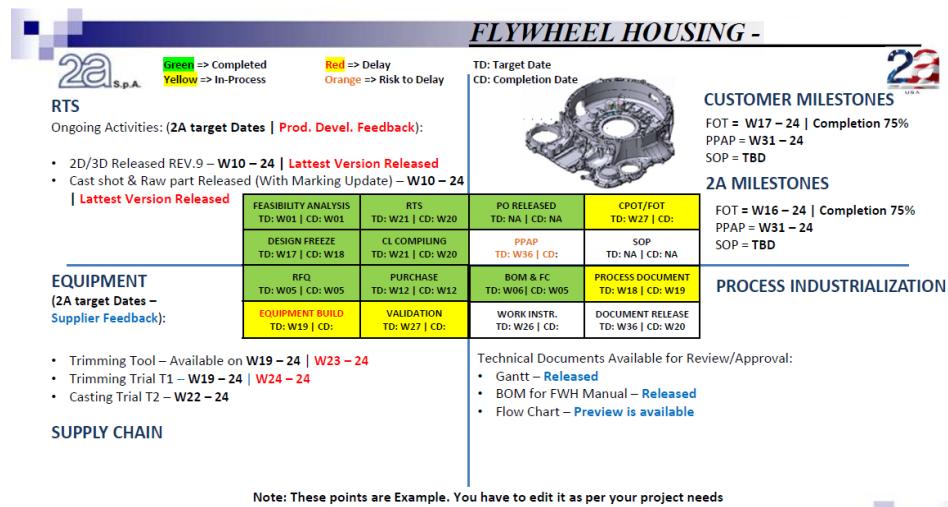 FLYWHEEL HOUSING -
2a S.p.A.
Green => Completed
Red => Delay
Yellow => In-Process
Orange => Risk to Delay
TD: Target Date
CD: Completion Date
2a
USA
RTS
Ongoing Activities: (2A target Dates | Prod. Devel. Feedback):
• 2D/3D Released REV.9 – W10 – 24 | Lattest Version Released
• Cast shot & Raw part Released (With Marking Update) – W10 – 24
| Lattest Version Released
CUSTOMER MILESTONES
FOT = W17 – 24 | Completion 75%
PPAP = W31 – 24
SOP = TBD
2A MILESTONES
FOT = W16 – 24 | Completion 75%
PPAP = W31 – 24
SOP = TBD
FEASIBILITY ANALYSIS
TD: W01 | CD: W01
RTS
TD: W21 | CD: W20
PO RELEASED
TD: NA | CD: NA
CPOT/FOT
TD: W27 | CD:
DESIGN FREEZE
TD: W17 | CD: W18
CL COMPILING
TD: W21 | CD: W20
PPAP
TD: W36 | CD:
SOP
TD: NA | CD: NA
RFQ
TD: W05 | CD: W05
PURCHASE
TD: W12 | CD: W12
BOM & FC
TD: W06| CD: W05
PROCESS DOCUMENT
TD: W18 | CD: W19
EQUIPMENT BUILD
TD: W19 | CD:
VALIDATION
TD: W27 | CD:
WORK INSTR.
TD: W26 | CD:
DOCUMENT RELEASE
TD: W36 | CD: W20
EQUIPMENT
(2A target Dates –
Supplier Feedback):
• Trimming Tool – Available on W19 – 24 | W23 – 24
• Trimming Trial T1 – W19 – 24 | W24 – 24
• Casting Trial T2 – W22 – 24
SUPPLY CHAIN
PROCESS INDUSTRIALIZATION
Technical Documents Available for Review/Approval:
• Gantt – Released
• BOM for FWH Manual – Released
• Flow Chart – Preview is available
Note: These points are Example. You have to edit it as per your project needs